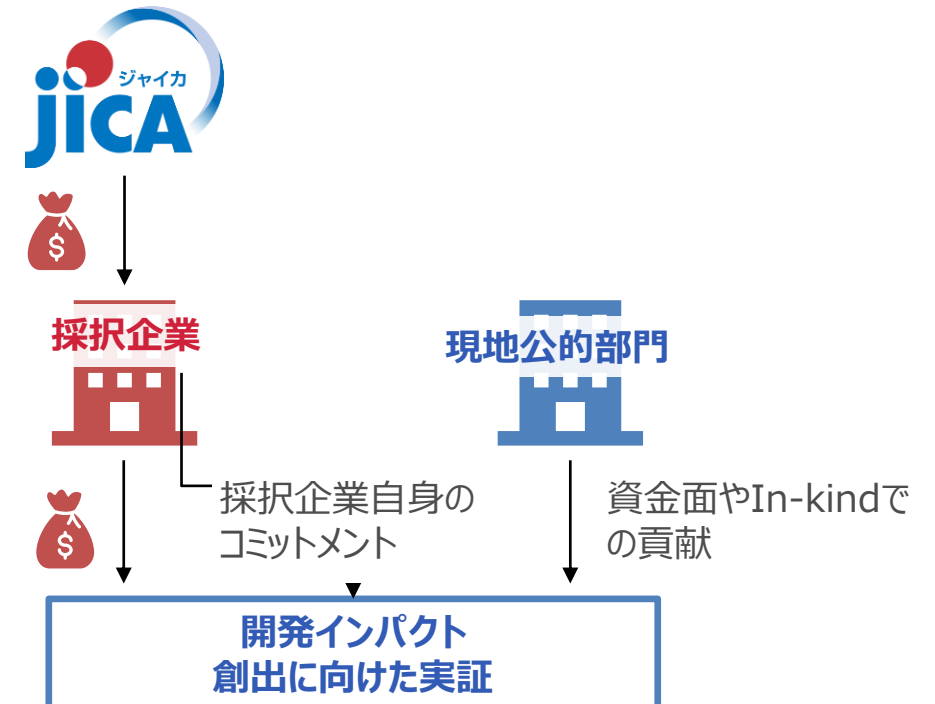 ジャイカ
jICA
$
採択企業
現地公的部門
採択企業自身の
コミットメント
資金面やIn-kindで
の貢献
$
開発インパクト
創出に向けた実証